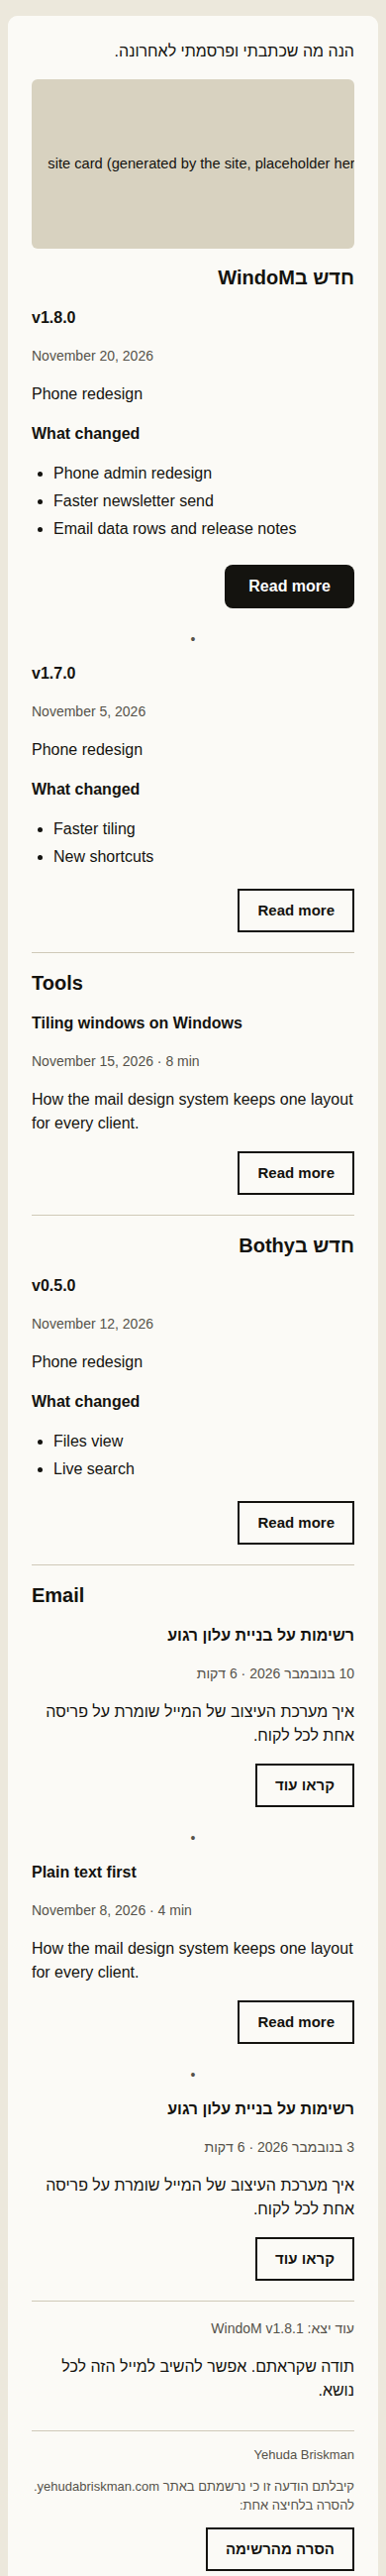 הנה מה שכתבתי ופרסמתי לאחרונה.
site card (generated by the site, placeholder her
חדש בWindoM
v1.8.0
November 20, 2026
Phone redesign
What changed
• Phone admin redesign
• Faster newsletter send
• Email data rows and release notes
Read more
•
v1.7.0
November 5, 2026
Phone redesign
What changed
• Faster tiling
• New shortcuts
Read more
Tools
Tiling windows on Windows
November 15, 2026 · 8 min
How the mail design system keeps one layout
for every client.
Read more
חדש בBothy
v0.5.0
November 12, 2026
Phone redesign
What changed
• Files view
• Live search
Read more
Email
רשימות על בניית עלון רגוע
10 בנובמבר 2026 · 6 דקות
איך מערכת העיצוב של המייל שומרת על פריסה
אחת לכל לקוח.
קראו עוד
•
Plain text first
November 8, 2026 · 4 min
How the mail design system keeps one layout
for every client.
Read more
•
רשימות על בניית עלון רגוע
3 בנובמבר 2026 · 6 דקות
איך מערכת העיצוב של המייל שומרת על פריסה
אחת לכל לקוח.
קראו עוד
עוד יצא: WindoM v1.8.1
תודה שקראתם. אפשר להשיב למייל הזה לכל
נושא.
Yehuda Briskman
קיבלתם הודעה זו כי נרשמתם באתר yehudabriskman.com.
להסרה בלחיצה אחת:
הסרה מהרשימה